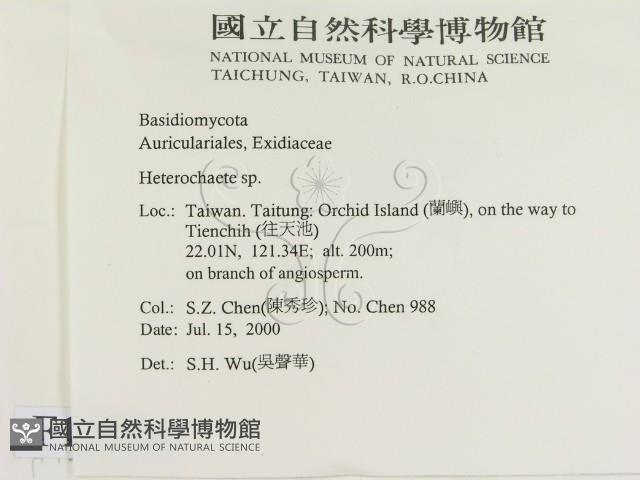 國立自然科學博物館
NATIONAL MUSEUM OF NATURAL SCIENCE
TAICHUNG, TAIWAN, R.O.CHINA
Basidiomycota
Auriculariales, Exidiaceae
Heterochaete sp.
Loc.: Taiwan. Taitung: Orchid Island (蘭嶼), on the way to
Tienchih (往天池)
22.01N, 121.34E; alt. 200m;
on branch of angiosperm.
Col.: S.Z. Chen(陳秀珍); No. Chen 988
Date: Jul. 15, 2000
Det.: S.H. Wu(吳聲華)
國立自然科學博物館
NATIONAL MUSEUM OF NATURAL SCIENCE